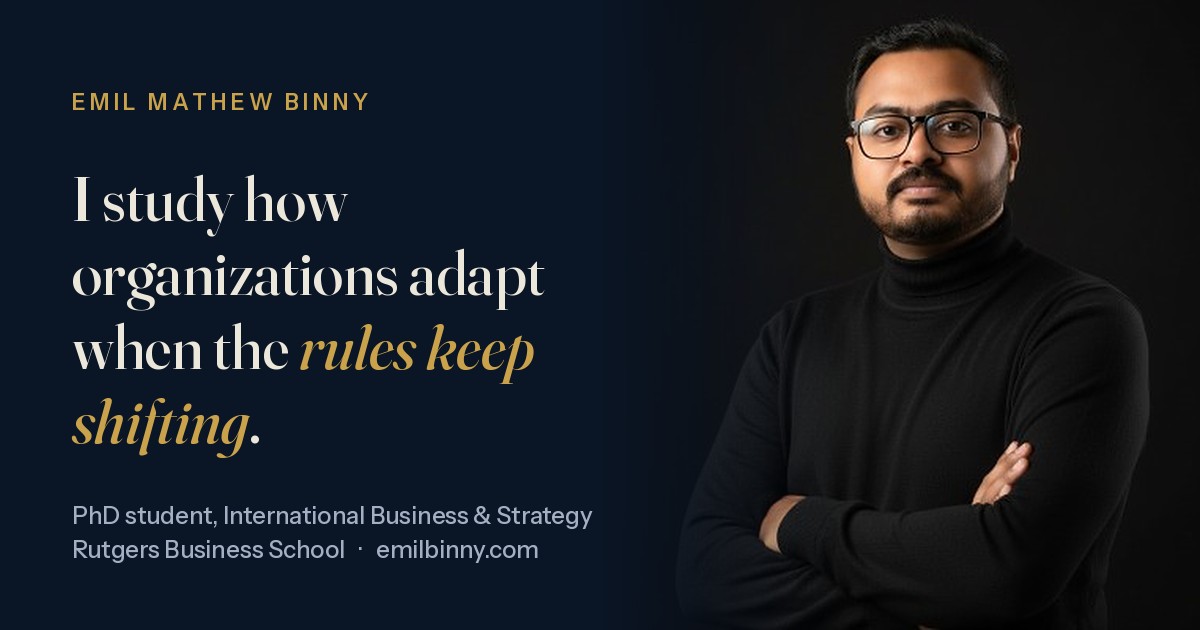 EMIL MATHEW BINNY
I study how
organizations adapt
when the rules keep
shifting.
PhD student, International Business & Strategy
Rutgers Business School · emilbinny.com